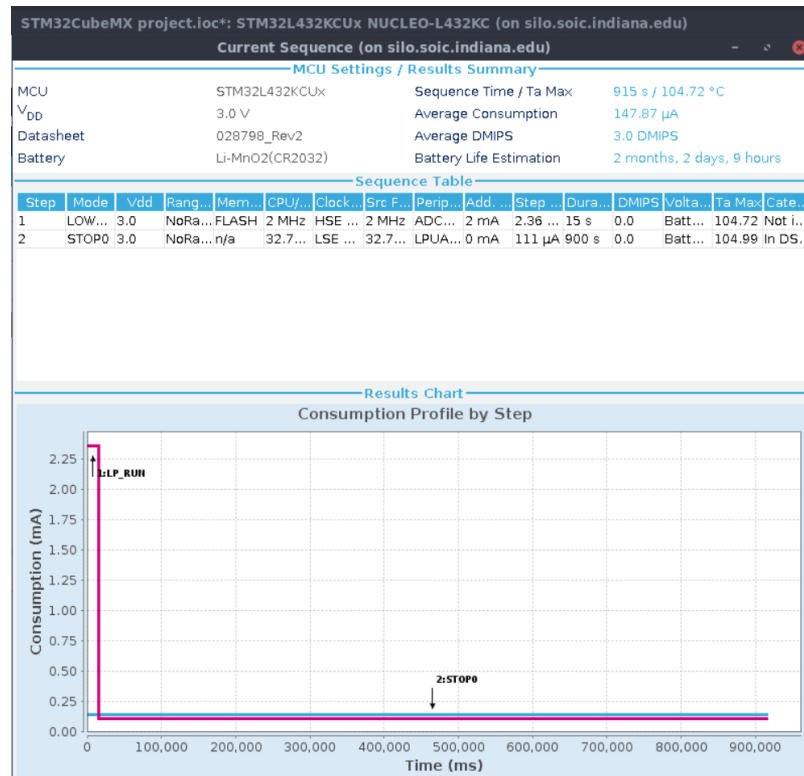 STM32CubeMX project.ioc*: STM32L432KCUx NUCLEO-L432KC (on silo.soic.indiana.edu)
Current Sequence (on silo.soic.indiana.edu)
MCU Settings / Results Summary
MCU STM32L432KCUx Sequence Time / Ta Max 915 s / 104.72 °C
VDD 3.0 V Average Consumption 147.87 µA
Datasheet 028798_Rev2 Average DMIPS 3.0 DMIPS
Battery Li-MnO2(CR2032) Battery Life Estimation 2 months, 2 days, 9 hours
Sequence Table
Step Mode Vdd Rang... Mem... CPU/... Clock... Src F... Perip... Add. ... Step ... Dura... DMIPS Volta... Ta Max Cate...
1 LOW... 3.0 NoRa... FLASH 2 MHz HSE ... 2 MHz ADC... 2 mA 2.36 ... 15 s 0.0 Batt... 104.72 Not i...
2 STOP0 3.0 NoRa... n/a 32.7... LSE ... 32.7... LPUA... 0 mA 111 µA 900 s 0.0 Batt... 104.99 In DS...
Results Chart
Consumption Profile by Step
Consumption (mA)
2.25
1:LP_RUN
2.00
1.75
1.50
1.25
1.00
0.75
0.50
2:STOP0
0.25
0.00
0 100,000 200,000 300,000 400,000 500,000 600,000 700,000 800,000 900,000
Time (ms)